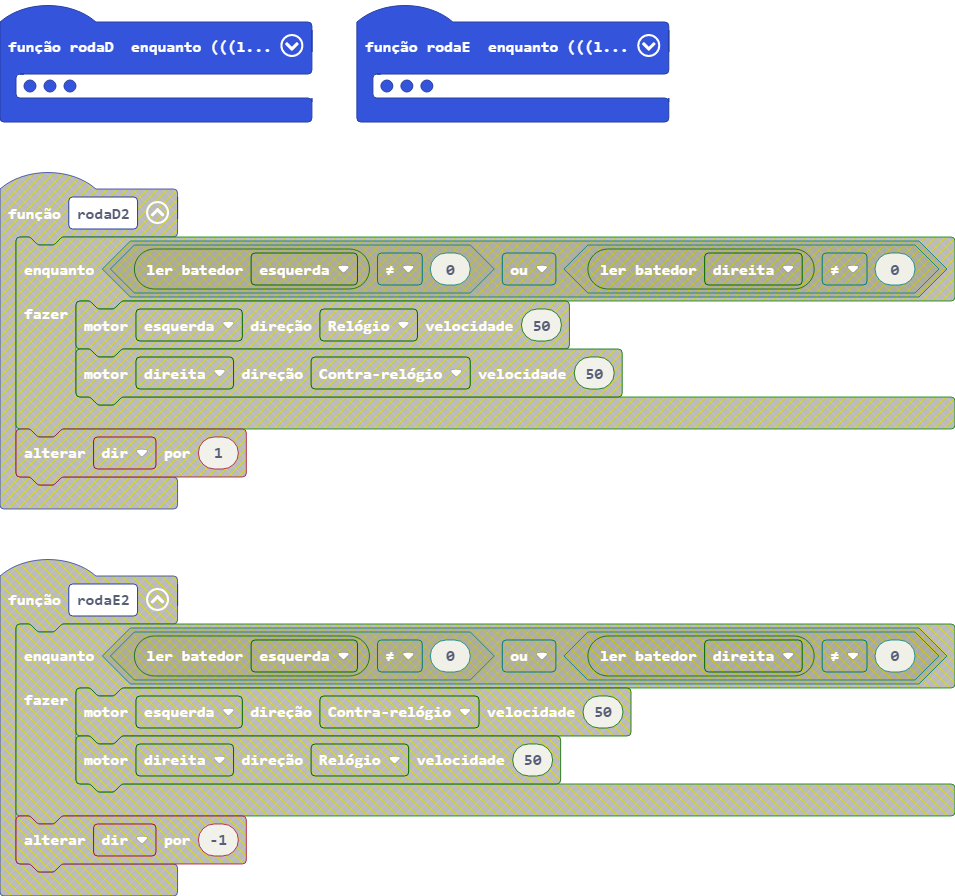 função rodaD enquanto (((l... função rodaE enquanto (((l...
função rodaD2
enquanto ler batedor esquerda ≠ 0 ou ler batedor direita ≠ 0
fazer
motor esquerda direção Relógio velocidade 50
motor direita direção Contra-relógio velocidade 50
alterar dir por 1
função rodaE2
enquanto ler batedor esquerda ≠ 0 ou ler batedor direita ≠ 0
fazer
motor esquerda direção Contra-relógio velocidade 50
motor direita direção Relógio velocidade 50
alterar dir por -1